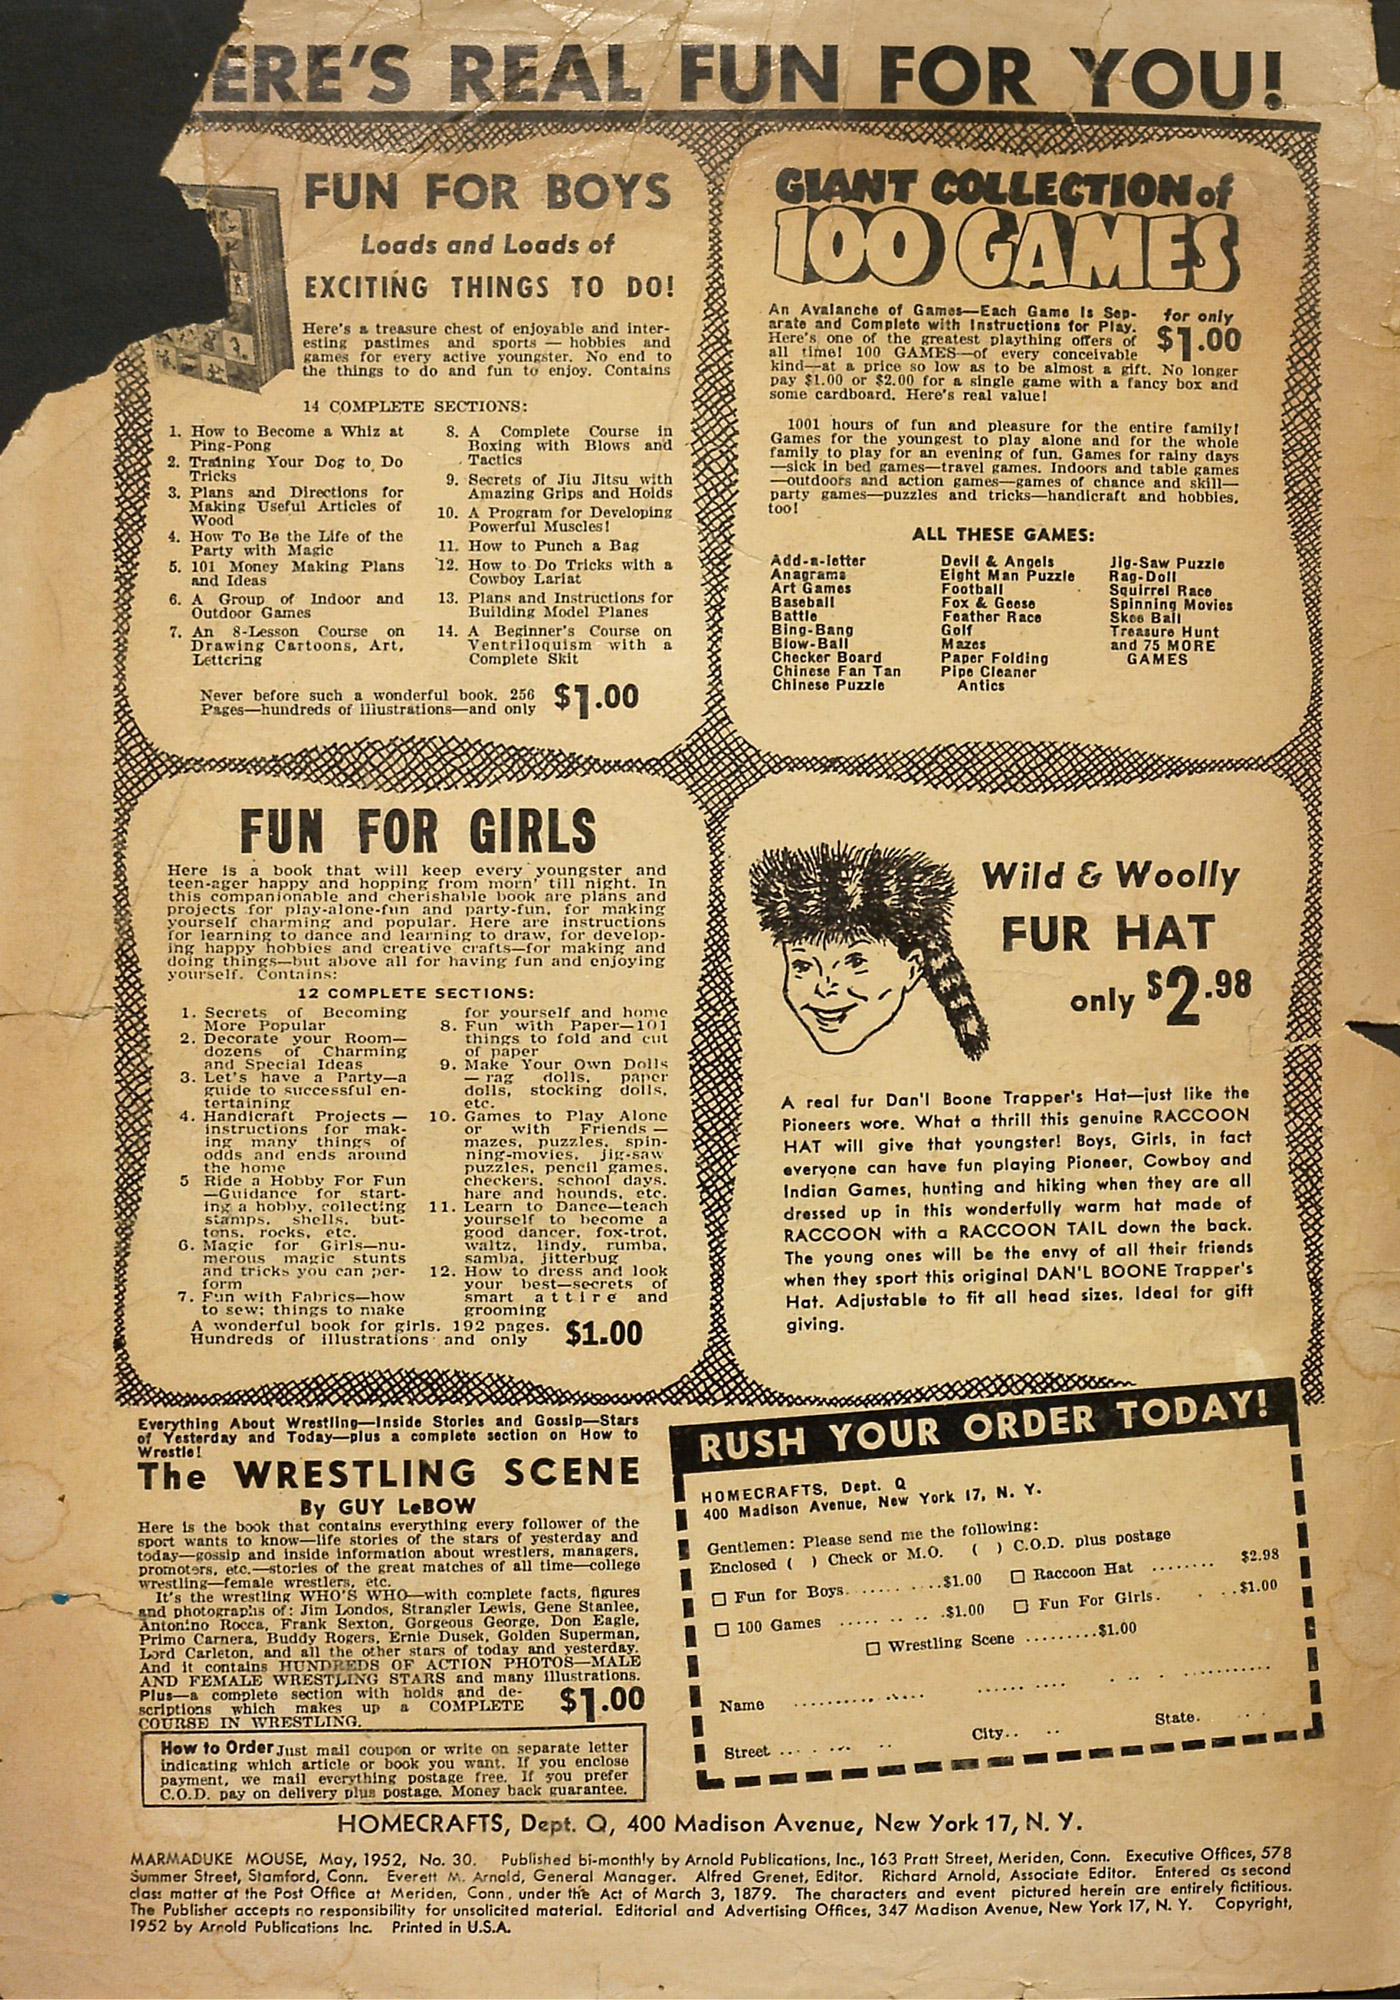 ERE'S REAL FUN FOR YOU!
FUN FOR BOYS
Loads and Loads of
EXCITING THINGS TO DO!
Here's a treasure chest of enjoyable and inter-
esting pastimes and sports — hobbies and
games for every active youngster. No end to
the things to do and fun to enjoy. Contains
14 COMPLETE SECTIONS:
1. How to Become a Whiz at
Ping-Pong
2. Training Your Dog to Do
Tricks
3. Plans and Directions for
Making Useful Articles of
Wood
4. How To Be the Life of the
Party with Magic
5. 101 Money Making Plans
and Ideas
6. A Group of Indoor and
Outdoor Games
7. An 8-Lesson Course on
Drawing Cartoons, Art,
Lettering
8. A Complete Course in
Boxing with Blows and
Tactics
9. Secrets of Jiu Jitsu with
Amazing Grips and Holds
10. A Program for Developing
Powerful Muscles!
11. How to Punch a Bag
12. How to Do Tricks with a
Cowboy Lariat
13. Plans and Instructions for
Building Model Planes
14. A Beginner's Course on
Ventriloquism with a
Complete Skit
Never before such a wonderful book. 256
Pages—hundreds of illustrations—and only $1.00
GIANT COLLECTION of
100 GAMES
An Avalanche of Games—Each Game Is Sep-
arate and Complete with Instructions for Play.
for only
$1.00
Here's one of the greatest plaything offers of
all time! 100 GAMES—of every conceivable
kind—at a price so low as to be almost a gift. No longer
pay $1.00 or $2.00 for a single game with a fancy box and
some cardboard. Here's real value!
1001 hours of fun and pleasure for the entire family!
Games for the youngest to play alone and for the whole
family to play for an evening of fun. Games for rainy days
—sick in bed games—travel games. Indoors and table games
—outdoors and action games—games of chance and skill—
party games—puzzles and tricks—handicraft and hobbies,
too!
ALL THESE GAMES:
Add-a-letter
Anagrams
Art Games
Baseball
Battle
Bing-Bang
Blow-Ball
Checker Board
Chinese Fan Tan
Chinese Puzzle
Devil & Angels
Eight Man Puzzle
Football
Fox & Geese
Feather Race
Golf
Mazes
Paper Folding
Pipe Cleaner
Antics
Jig-Saw Puzzle
Rag-Doll
Squirrel Race
Spinning Movies
Skee Ball
Treasure Hunt
and 75 MORE
GAMES
FUN FOR GIRLS
Here is a book that will keep every youngster and
teen-ager happy and hopping from morn' till night. In
this companionable and cherishable book are plans and
projects for play-alone-fun and party-fun, for making
yourself charming and popular. Here are instructions
for learning to dance and learning to draw, for develop-
ing happy hobbies and creative crafts—for making and
doing things—but above all for having fun and enjoying
yourself. Contains:
12 COMPLETE SECTIONS:
1. Secrets of Becoming
More Popular
2. Decorate your Room—
dozens of Charming
and Special Ideas
3. Let's have a Party—a
guide to successful en-
tertaining
4. Handicraft Projects —
instructions for mak-
ing many things of
odds and ends around
the home
5 Ride a Hobby For Fun
—Guidance for start-
ing a hobby, collecting
stamps, shells, but-
tons, rocks, etc.
6. Magic for Girls—nu-
merous magic stunts
and tricks you can per-
form
7. Fun with Fabrics—how
to sew; things to make
for yourself and home
8. Fun with Paper—101
things to fold and cut
of paper
9. Make Your Own Dolls
— rag dolls, paper
dolls, stocking dolls,
etc.
10. Games to Play Alone
or with Friends —
mazes, puzzles, spin-
ning-movies, jig-saw
puzzles, pencil games,
checkers, school days,
hare and hounds, etc.
11. Learn to Dance—teach
yourself to become a
good dancer, fox-trot,
waltz, lindy, rumba,
samba, jitterbug
12. How to dress and look
your best—secrets of
smart attire and
grooming
A wonderful book for girls. 192 pages.
Hundreds of illustrations and only $1.00
Wild & Woolly
FUR HAT
only $2.98
A real fur Dan'l Boone Trapper's Hat—just like the
Pioneers wore. What a thrill this genuine RACCOON
HAT will give that youngster! Boys, Girls, in fact
everyone can have fun playing Pioneer, Cowboy and
Indian Games, hunting and hiking when they are all
dressed up in this wonderfully warm hat made of
RACCOON with a RACCOON TAIL down the back.
The young ones will be the envy of all their friends
when they sport this original DAN'L BOONE Trapper's
Hat. Adjustable to fit all head sizes. Ideal for gift
giving.
Everything About Wrestling—Inside Stories and Gossip—Stars
of Yesterday and Today—plus a complete section on How to
Wrestle!
The WRESTLING SCENE
By GUY LeBOW
Here is the book that contains everything every follower of the
sport wants to know—life stories of the stars of yesterday and
today—gossip and inside information about wrestlers, managers,
promoters, etc.—stories of the great matches of all time—college
wrestling—female wrestlers, etc.
It's the wrestling WHO'S WHO—with complete facts, figures
and photographs of: Jim Londos, Strangler Lewis, Gene Stanlee,
Antonino Rocca, Frank Sexton, Gorgeous George, Don Eagle,
Primo Carnera, Buddy Rogers, Ernie Dusek, Golden Superman,
Lord Carleton, and all the other stars of today and yesterday.
And it contains HUNDREDS OF ACTION PHOTOS—MALE
AND FEMALE WRESTLING STARS and many illustrations.
Plus—a complete section with holds and de-
scriptions which makes up a COMPLETE
COURSE IN WRESTLING.
$1.00
How to Order Just mail coupon or write on separate letter
indicating which article or book you want. If you enclose
payment, we mail everything postage free. If you prefer
C.O.D. pay on delivery plus postage. Money back guarantee.
RUSH YOUR ORDER TODAY!
HOMECRAFTS, Dept. Q
400 Madison Avenue, New York 17, N. Y.
Gentlemen: Please send me the following:
Enclosed ( ) Check or M.O. ( ) C.O.D. plus postage
□ Fun for Boys..........$1.00 □ Raccoon Hat ....... $2.98
□ 100 Games ..........$1.00 □ Fun For Girls. ...$1.00
□ Wrestling Scene .........$1.00
Name
Street City.. State.
HOMECRAFTS, Dept. Q, 400 Madison Avenue, New York 17, N. Y.
MARMADUKE MOUSE, May, 1952, No. 30. Published bi-monthly by Arnold Publications, Inc., 163 Pratt Street, Meriden, Conn. Executive Offices, 578
Summer Street, Stamford, Conn. Everett M. Arnold, General Manager. Alfred Grenet, Editor. Richard Arnold, Associate Editor. Entered as second
class matter at the Post Office at Meriden, Conn., under the Act of March 3, 1879. The characters and event pictured herein are entirely fictitious.
The Publisher accepts no responsibility for unsolicited material. Editorial and Advertising Offices, 347 Madison Avenue, New York 17, N. Y. Copyright,
1952 by Arnold Publications Inc. Printed in U.S.A.